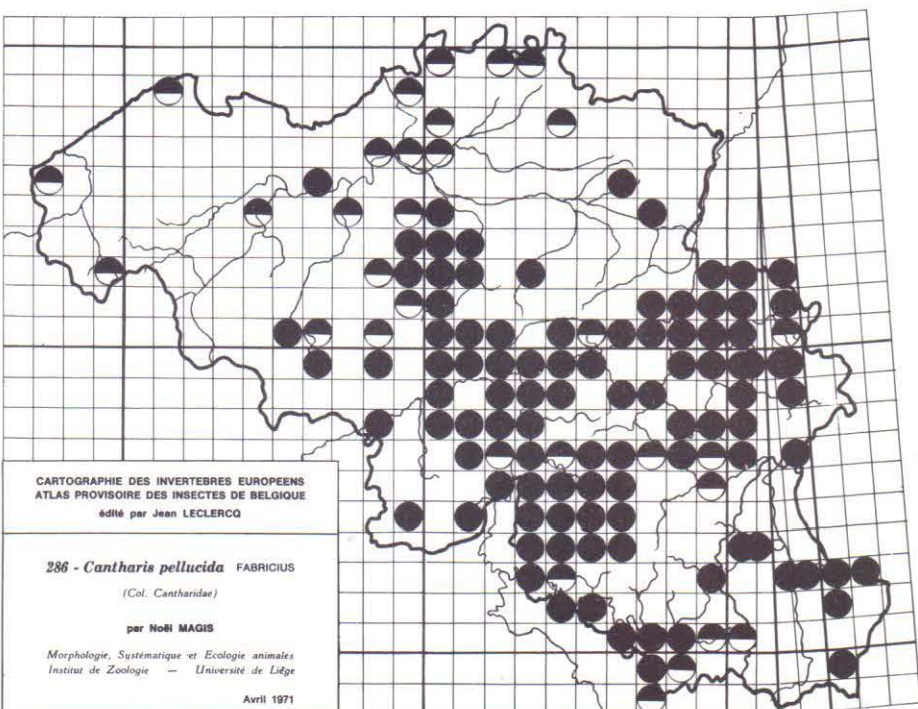 CARTOGRAPHIE DES INVERTEBRES EUROPEENS
ATLAS PROVISOIRE DES INSECTES DE BELGIQUE
édité par Jean LECLERCQ
286 - Cantharis pellucida FABRICIUS
(Col. Cantharidae)
par Noël MAGIS
Morphologie, Systématique et Ecologie animales
Institut de Zoologie — Université de Liège
Avril 1971